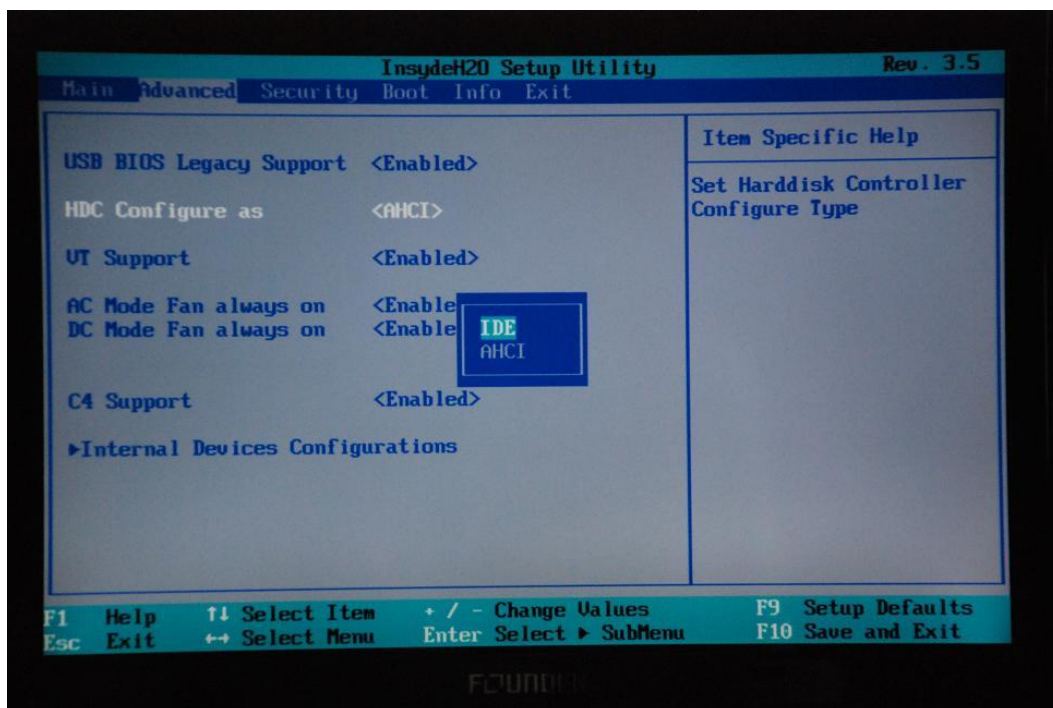 InsydeH20 Setup Utility Rev. 3.5
Main Advanced Security Boot Info Exit
Item Specific Help
USB BIOS Legacy Support <Enabled>
Set Harddisk Controller
Configure Type
HDC Configure as <AHCI>
VT Support <Enabled>
AC Mode Fan always on <Enable
DC Mode Fan always on <Enable
IDE
AHCI
C4 Support <Enabled>
▶Internal Devices Configurations
F1 Help ↑↓ Select Item + / - Change Values F9 Setup Defaults
Esc Exit ↔ Select Menu Enter Select ▶ SubMenu F10 Save and Exit